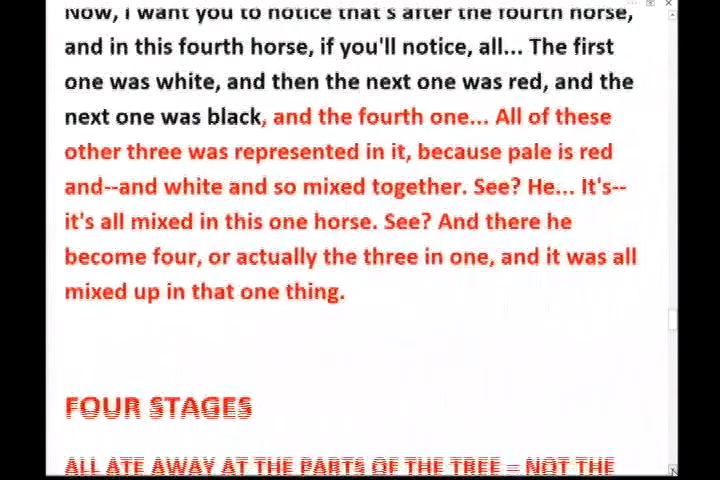 Now, I want you to notice that's after the fourth horse,
and in this fourth horse, if you'll notice, all... The first
one was white, and then the next one was red, and the
next one was black, and the fourth one... All of these
other three was represented in it, because pale is red
and--and white and so mixed together. See? He... It's--
it's all mixed in this one horse. See? And there he
become four, or actually the three in one, and it was all
mixed up in that one thing.
FOUR STAGES
ALL ATE AWAY AT THE PARTS OF THE TREE = NOT THE